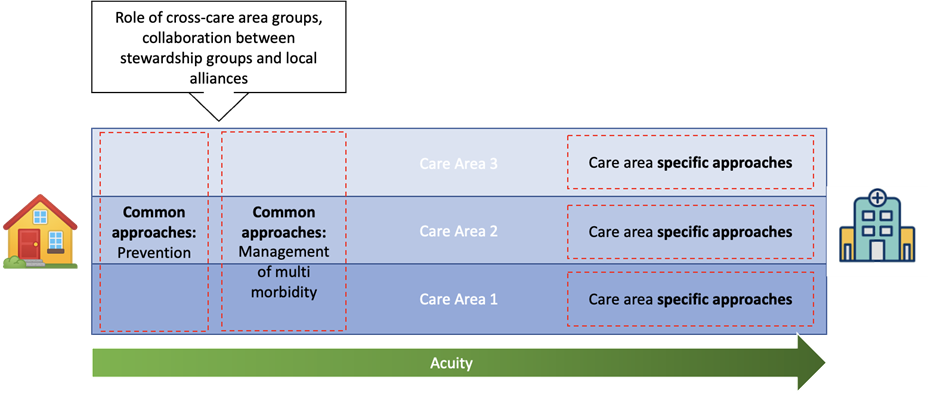 Role of cross-care area groups,
collaboration between
stewardship groups and local
alliances
Care Area 3
Care area specific approaches
Common
approaches:
Prevention
Common
approaches:
Management
of multi
morbidity
Care Area 2
Care area specific approaches
Care Area 1
Care area specific approaches
Acuity